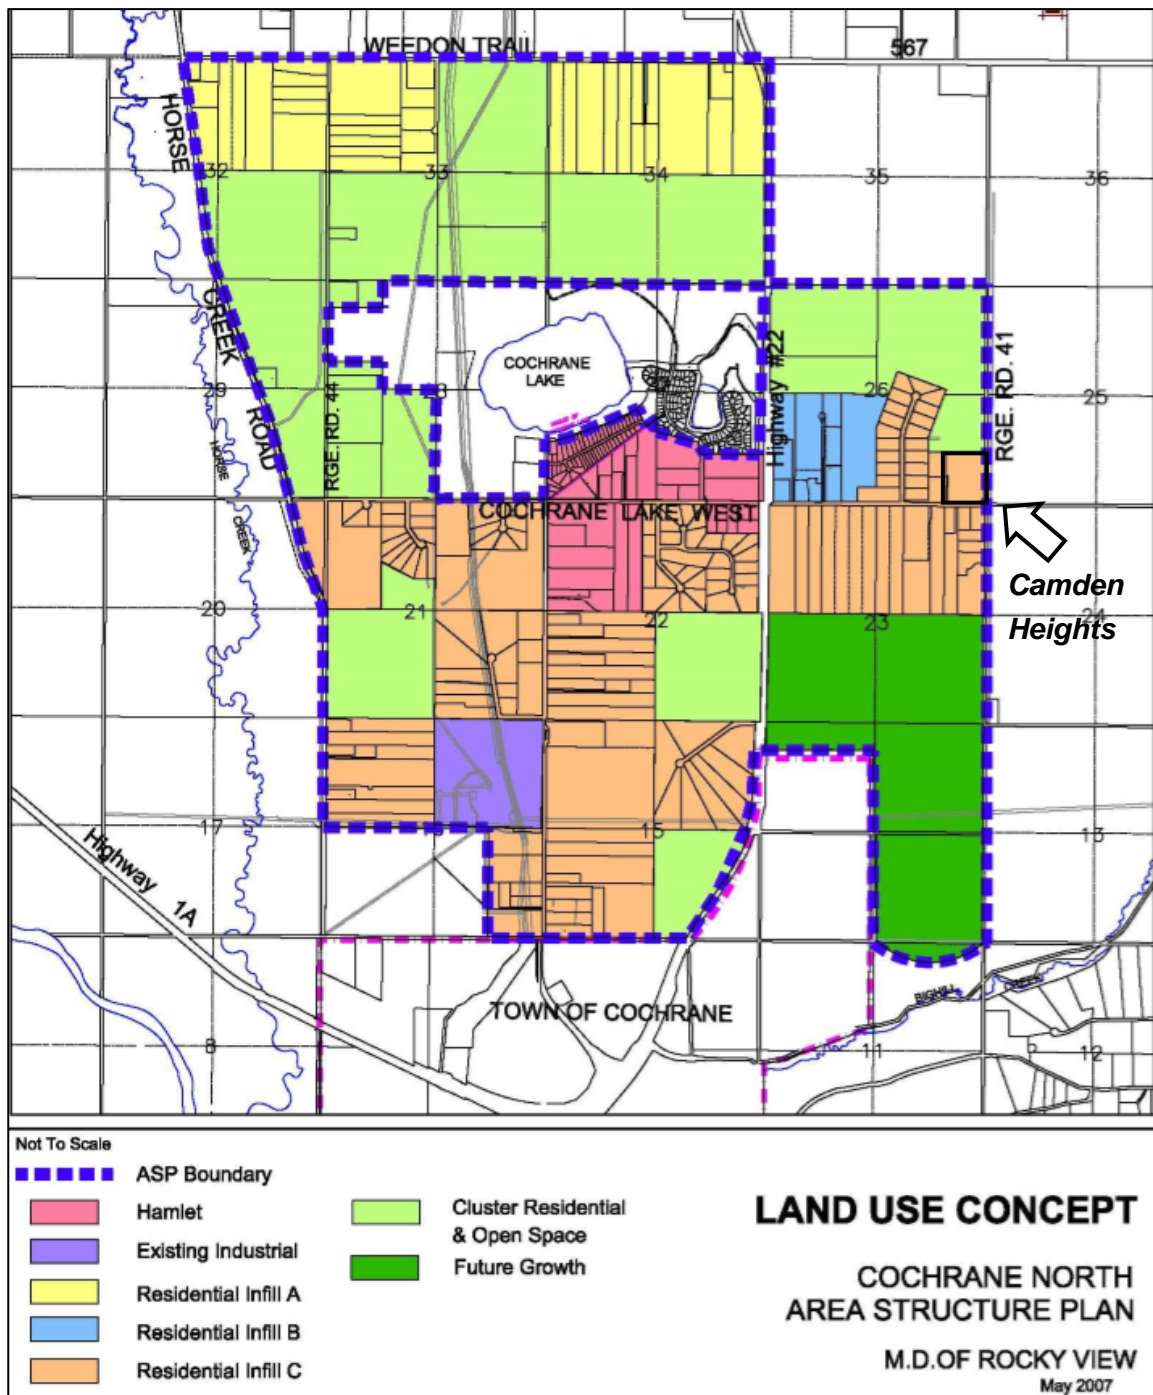 WEEDON TRAIL
567
HORSE
CREEK
ROAD
32
33
34
35
36
COCHRANE
LAKE
Highway #22
RGE. RD. 41
29
28
26
25
RGE. RD. 44
HORSE
CREEK
COCHRANE LAKE WEST
Camden
Heights
20
21
22
23
24
17
15
13
Highway
1A
BIGHILL
CREEK
TOWN OF COCHRANE
8
11
12
Not To Scale
ASP Boundary
Hamlet
Existing Industrial
Residential Infill A
Residential Infill B
Residential Infill C
Cluster Residential
& Open Space
Future Growth
LAND USE CONCEPT
COCHRANE NORTH
AREA STRUCTURE PLAN
M.D.OF ROCKY VIEW
May 2007